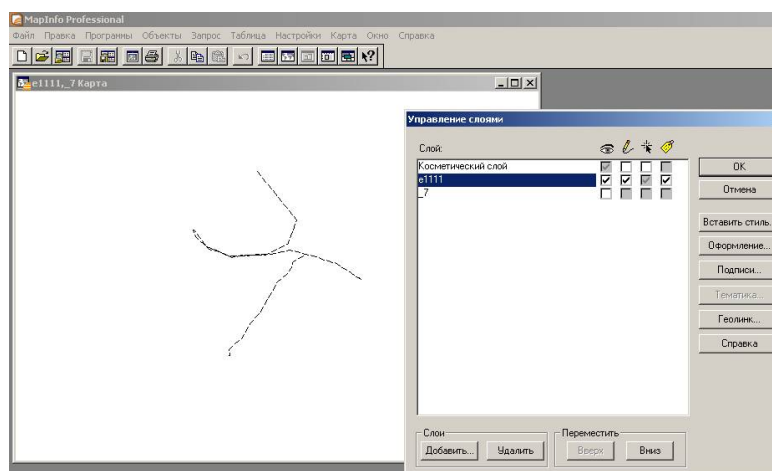 MapInfo Professional
Файл Правка Программы Объекты Запрос Таблица Настройки Карта Окно Справка
e1111,_7 Карта
Управление слоями
Слой:
Косметический слой
e1111
_7
OK
Отмена
Вставить стиль...
Оформление...
Подписи...
Тематика...
Геолинк...
Справка
Слои
Переместить
Добавить... Удалить Вверх Вниз